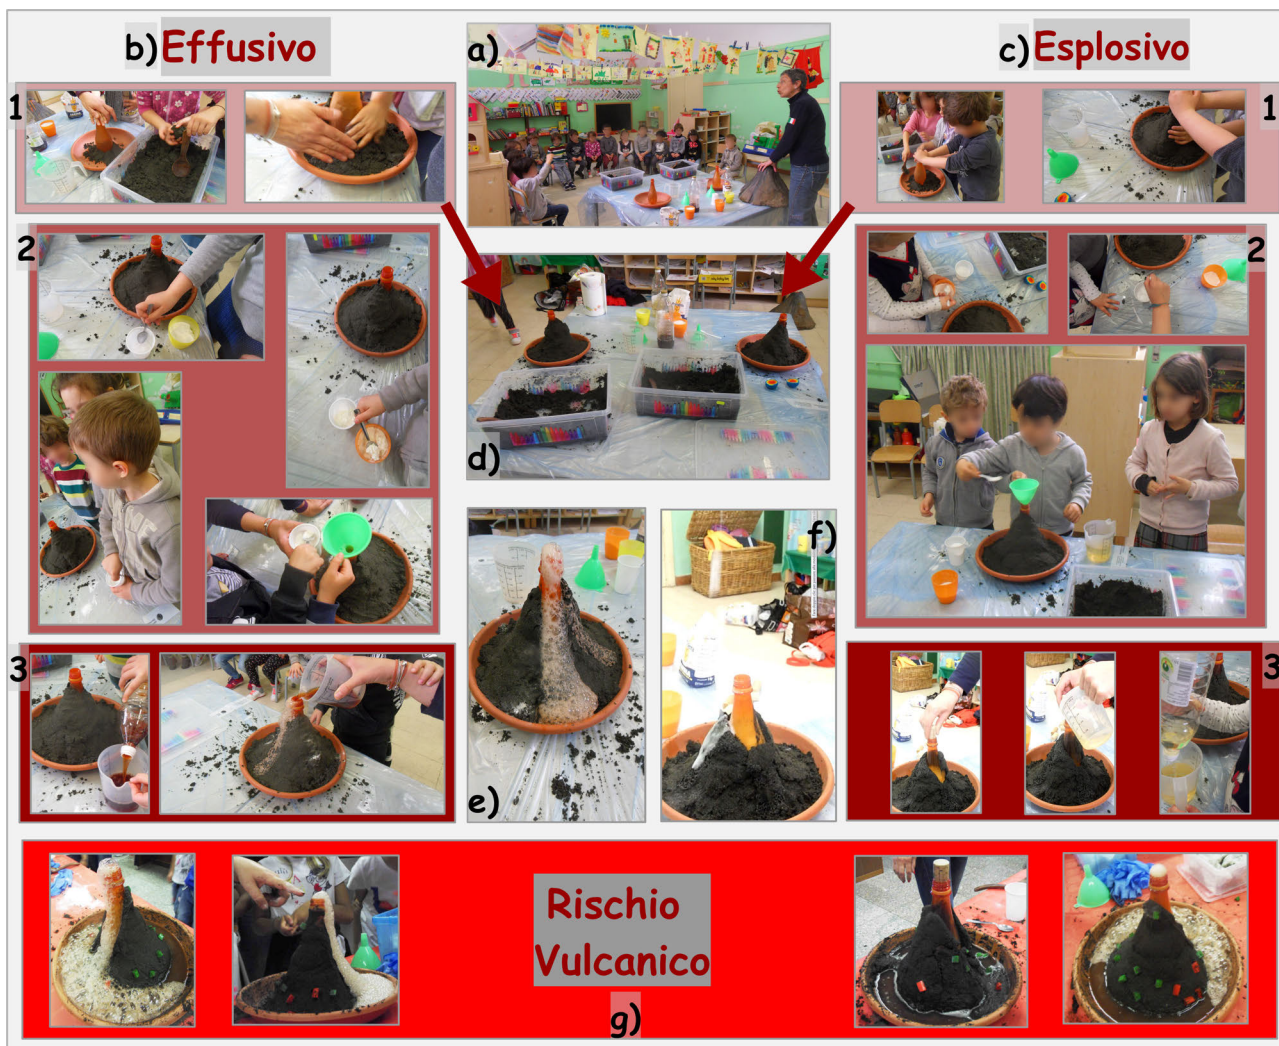 b) Effusivo
a)
c) Esplosivo
1
1
2
2
d)
f)
e)
3
3
Rischio
Vulcanico
g)